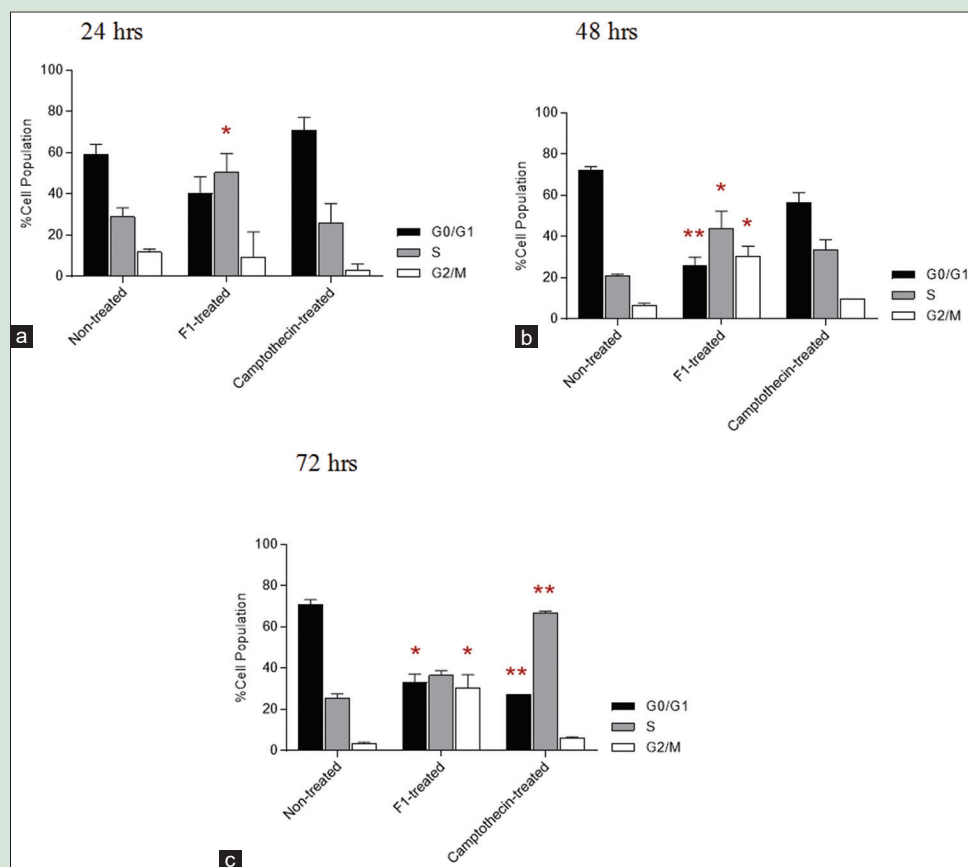 24 hrs
100
80
60
40
20
0
%Cell Population
*
Non-treated
F1-treated
Camptothecin-treated
G0/G1
S
G2/M
a
48 hrs
100
80
60
40
20
0
%Cell Population
**
*
*
Non-treated
F1-treated
Camptothecin-treated
G0/G1
S
G2/M
b
72 hrs
100
80
60
40
20
0
%Cell Population
*
*
**
**
Non-treated
F1-treated
Camptothecin-treated
G0/G1
S
G2/M
c